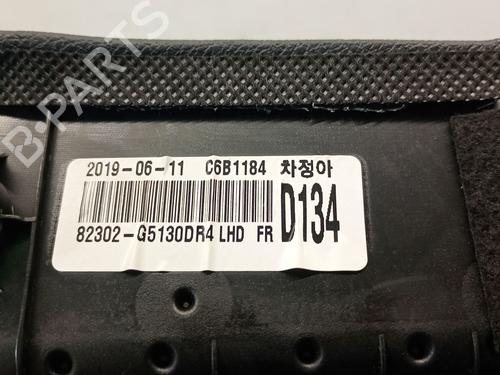 B-PARTS
2019-06-11 C6B1184 차정아
82302-G5130DR4 LHD FR D134